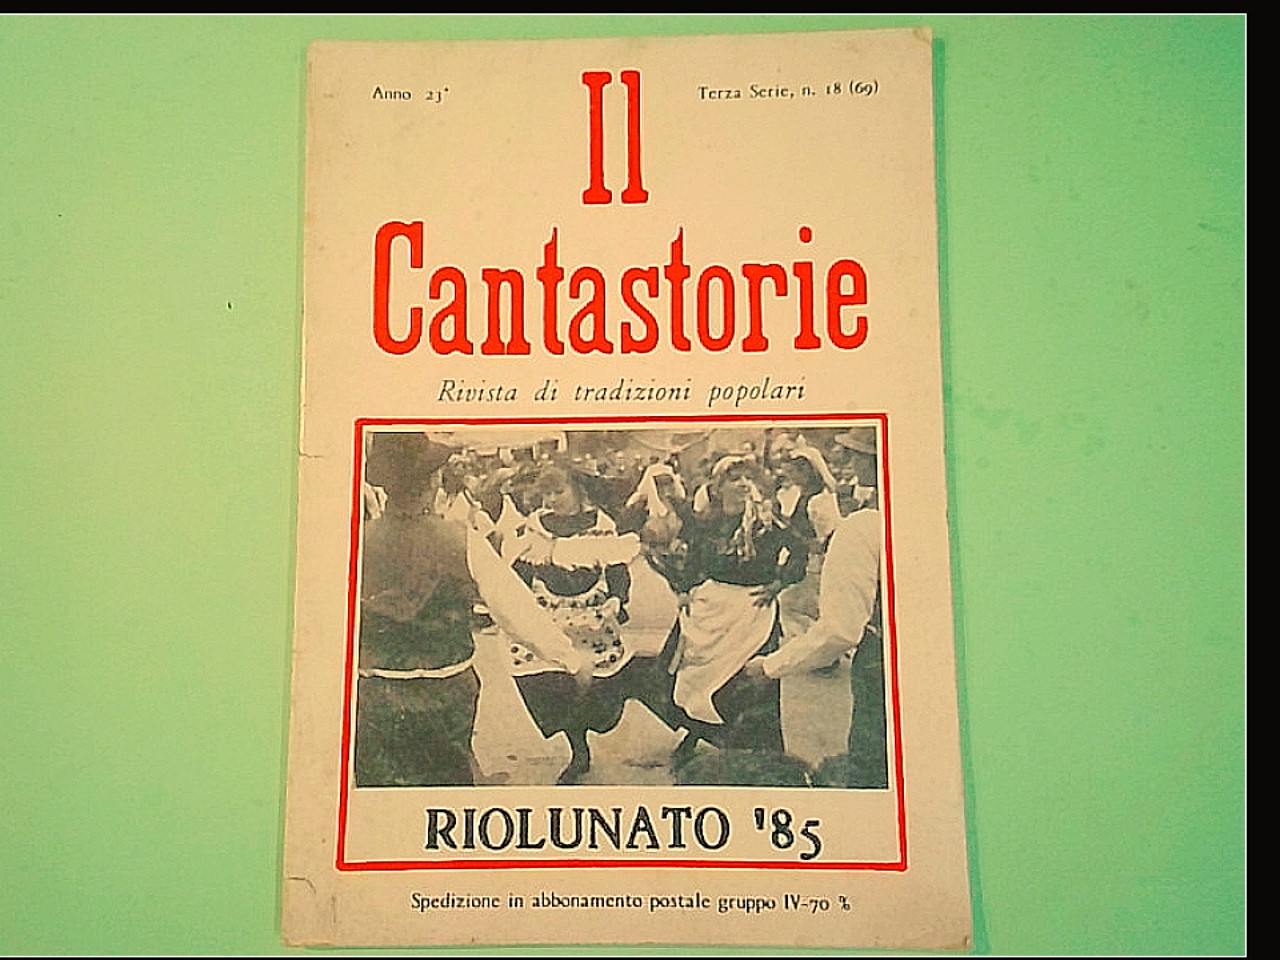 Anno 23° Terza Serie, n. 18 (69)
Il
Cantastorie
Rivista di tradizioni popolari
RIOLUNATO '85
Spedizione in abbonamento postale gruppo IV-70 %